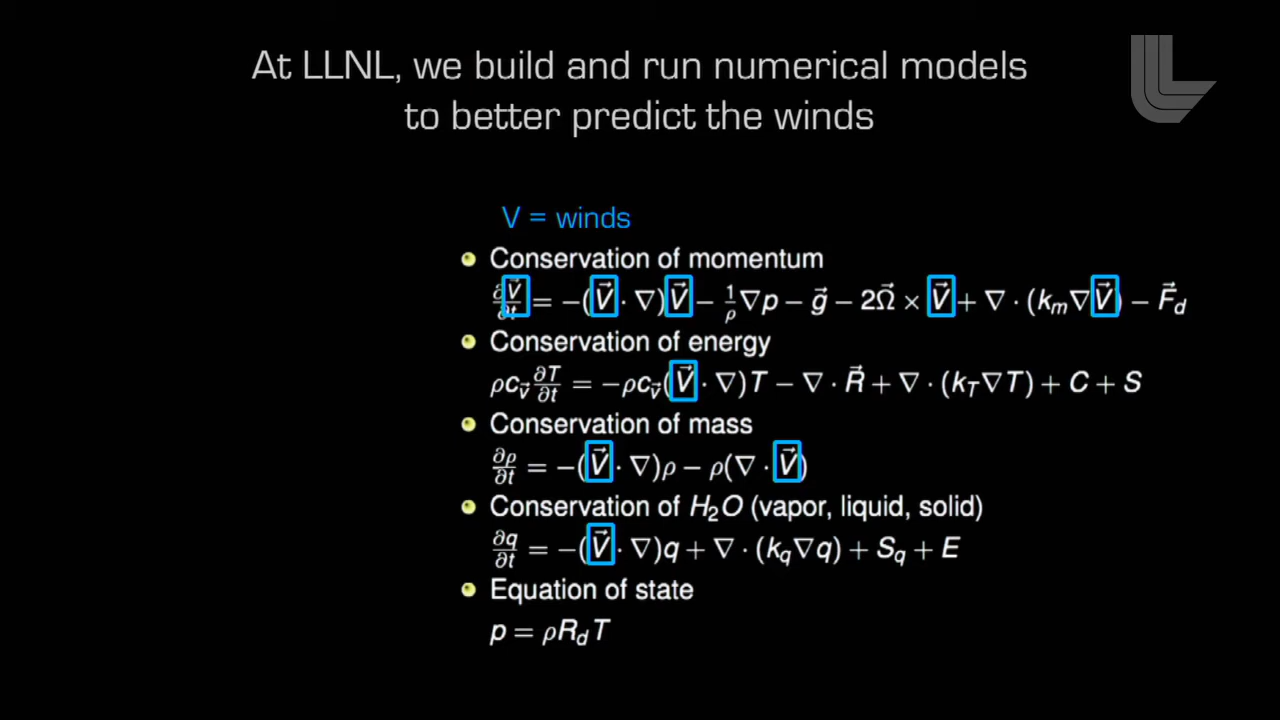 At LLNL, we build and run numerical models
to better predict the winds
V = winds
Conservation of momentum
∂V⃗/∂t = −(V⃗ · ∇)V⃗ − 1/ρ ∇p − g⃗ − 2Ω⃗ × V⃗ + ∇ · (kₘ∇V⃗) − F⃗_d
Conservation of energy
ρc_v⃗ ∂T/∂t = −ρc_v⃗(V⃗ · ∇)T − ∇ · R⃗ + ∇ · (k_T∇T) + C + S
Conservation of mass
∂ρ/∂t = −(V⃗ · ∇)ρ − ρ(∇ · V⃗)
Conservation of H₂O (vapor, liquid, solid)
∂q/∂t = −(V⃗ · ∇)q + ∇ · (k_q∇q) + S_q + E
Equation of state
p = ρR_dT